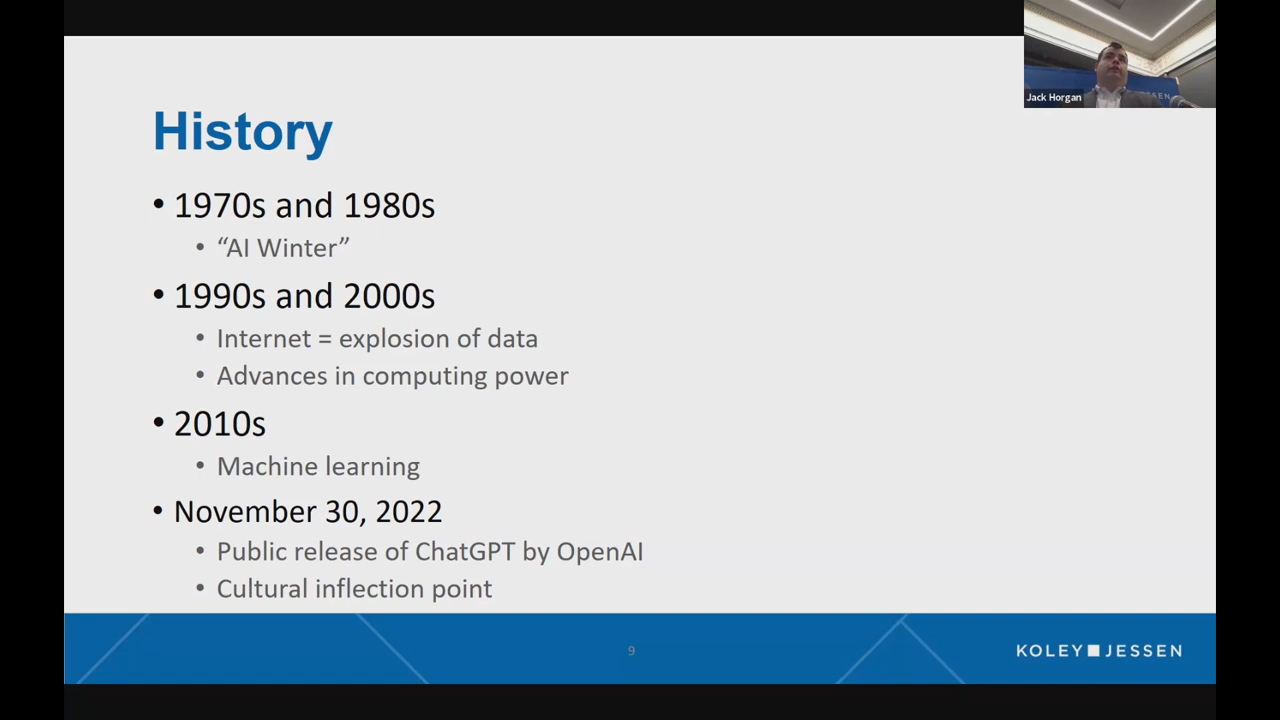 Jack Horgan
SEN
History
• 1970s and 1980s
• “AI Winter”
• 1990s and 2000s
• Internet = explosion of data
• Advances in computing power
• 2010s
• Machine learning
• November 30, 2022
• Public release of ChatGPT by OpenAI
• Cultural inflection point
9
KOLEY JESSEN